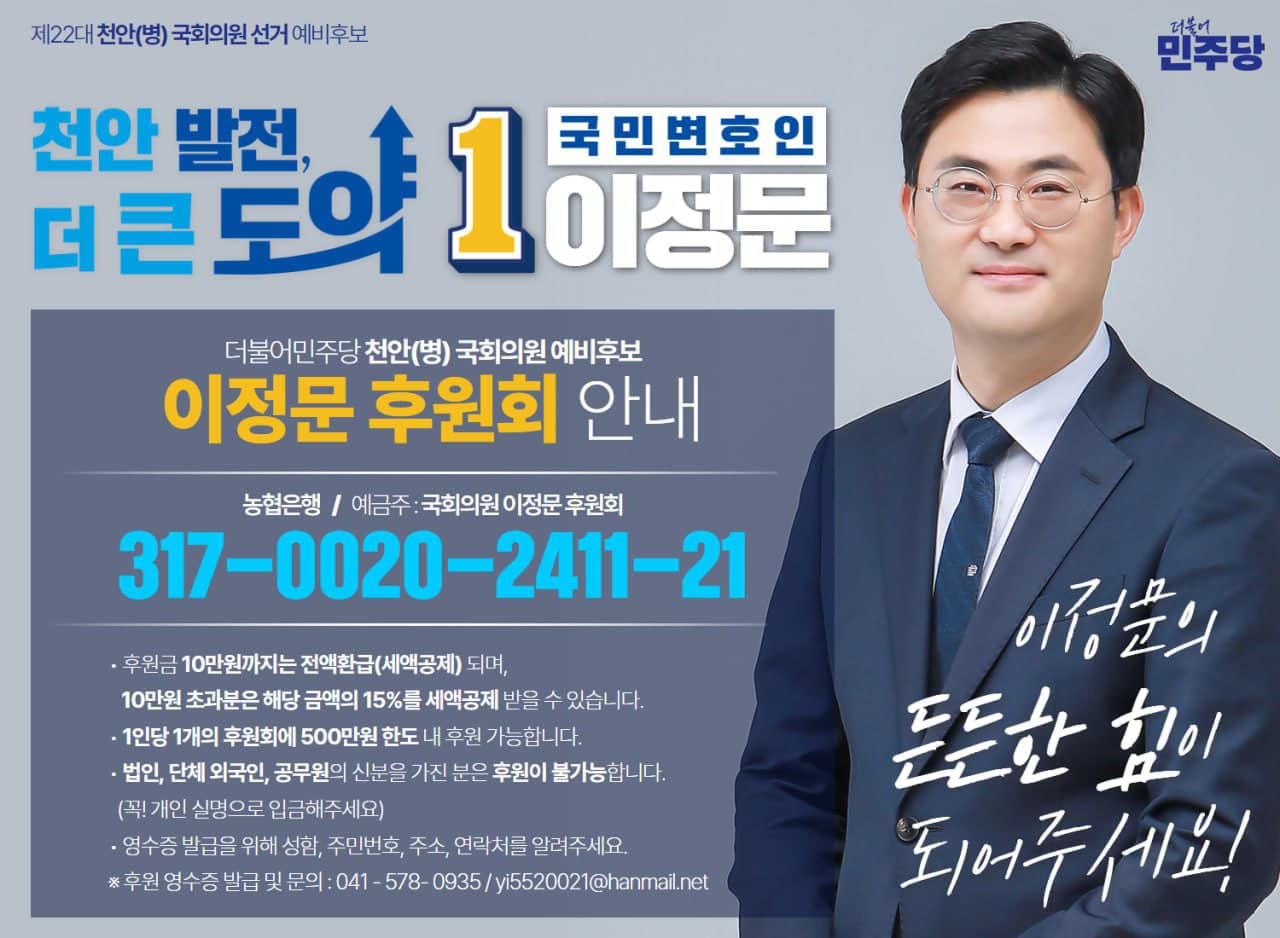 제22대 천안(병) 국회의원 선거 예비후보
더불어
민주당
천안 발전,
더 큰 도약
1
국민변호인
이정문
더불어민주당 천안(병) 국회의원 예비후보
이정문 후원회 안내
농협은행 / 예금주 : 국회의원 이정문 후원회
317-0020-2411-21
· 후원금 10만원까지는 전액환급(세액공제) 되며,
10만원 초과분은 해당 금액의 15%를 세액공제 받을 수 있습니다.
· 1인당 1개의 후원회에 500만원 한도 내 후원 가능합니다.
· 법인, 단체 외국인, 공무원의 신분을 가진 분은 후원이 불가능합니다.
(꼭! 개인 실명으로 입금해주세요)
· 영수증 발급을 위해 성함, 주민번호, 주소, 연락처를 알려주세요.
※ 후원 영수증 발급 및 문의 : 041 - 578- 0935 / yi5520021@hanmail.net
이정문의
든든한 힘이
되어주세요!